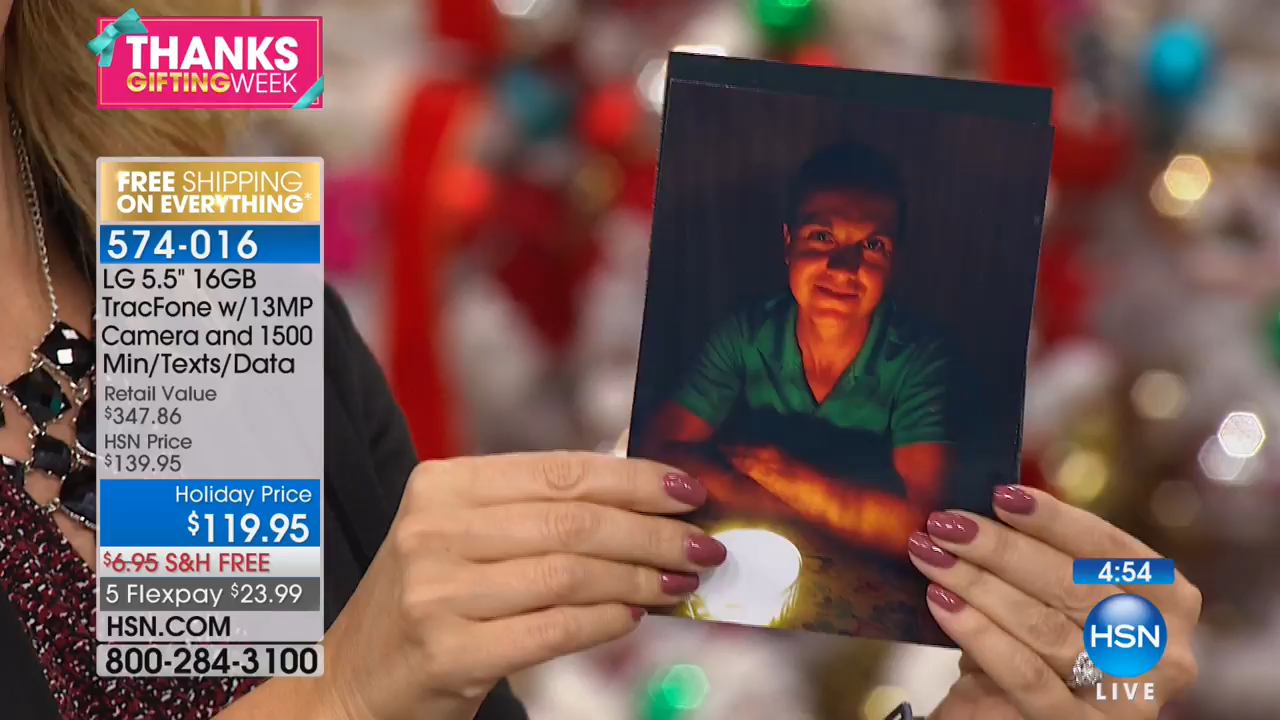 THANKS
GIFTINGWEEK
FREE SHIPPING
ON EVERYTHING*
574-016
LG 5.5" 16GB
TracFone w/13MP
Camera and 1500
Min/Texts/Data
Retail Value
$347.86
HSN Price
$139.95
Holiday Price
$119.95
$6.95 S&H FREE
5 Flexpay $23.99
HSN.COM
800-284-3100
4:54
HSN
LIVE